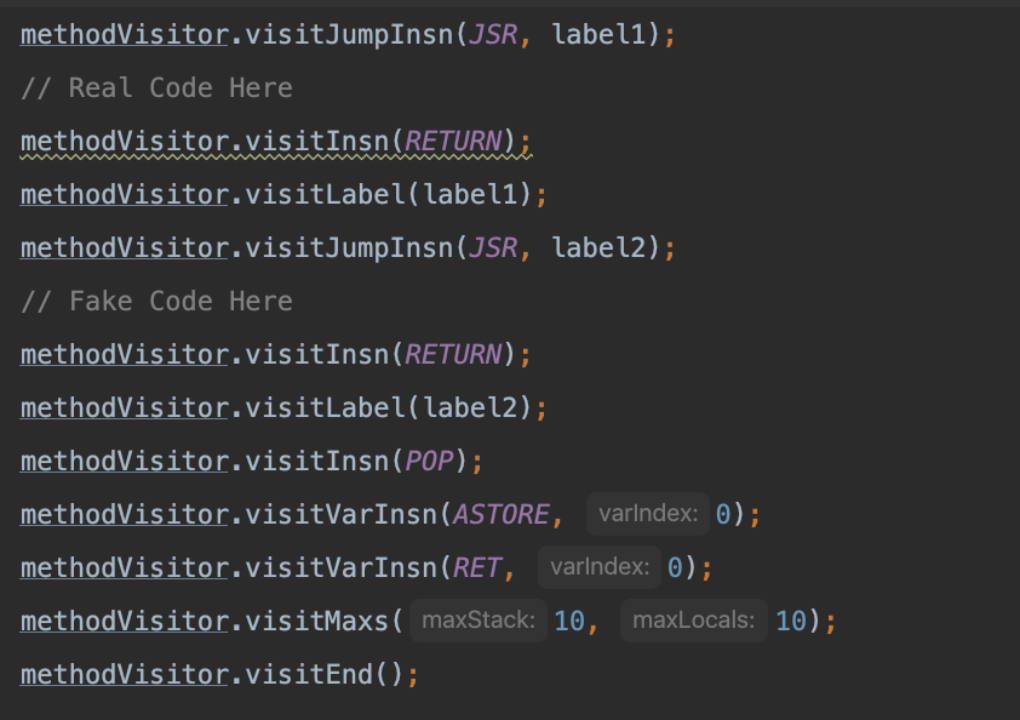 methodVisitor.visitJumpInsn(JSR, label1);
// Real Code Here
methodVisitor.visitInsn(RETURN);
methodVisitor.visitLabel(label1);
methodVisitor.visitJumpInsn(JSR, label2);
// Fake Code Here
methodVisitor.visitInsn(RETURN);
methodVisitor.visitLabel(label2);
methodVisitor.visitInsn(POP);
methodVisitor.visitVarInsn(ASTORE, varIndex: 0);
methodVisitor.visitVarInsn(RET, varIndex: 0);
methodVisitor.visitMaxs( maxStack: 10, maxLocals: 10);
methodVisitor.visitEnd();